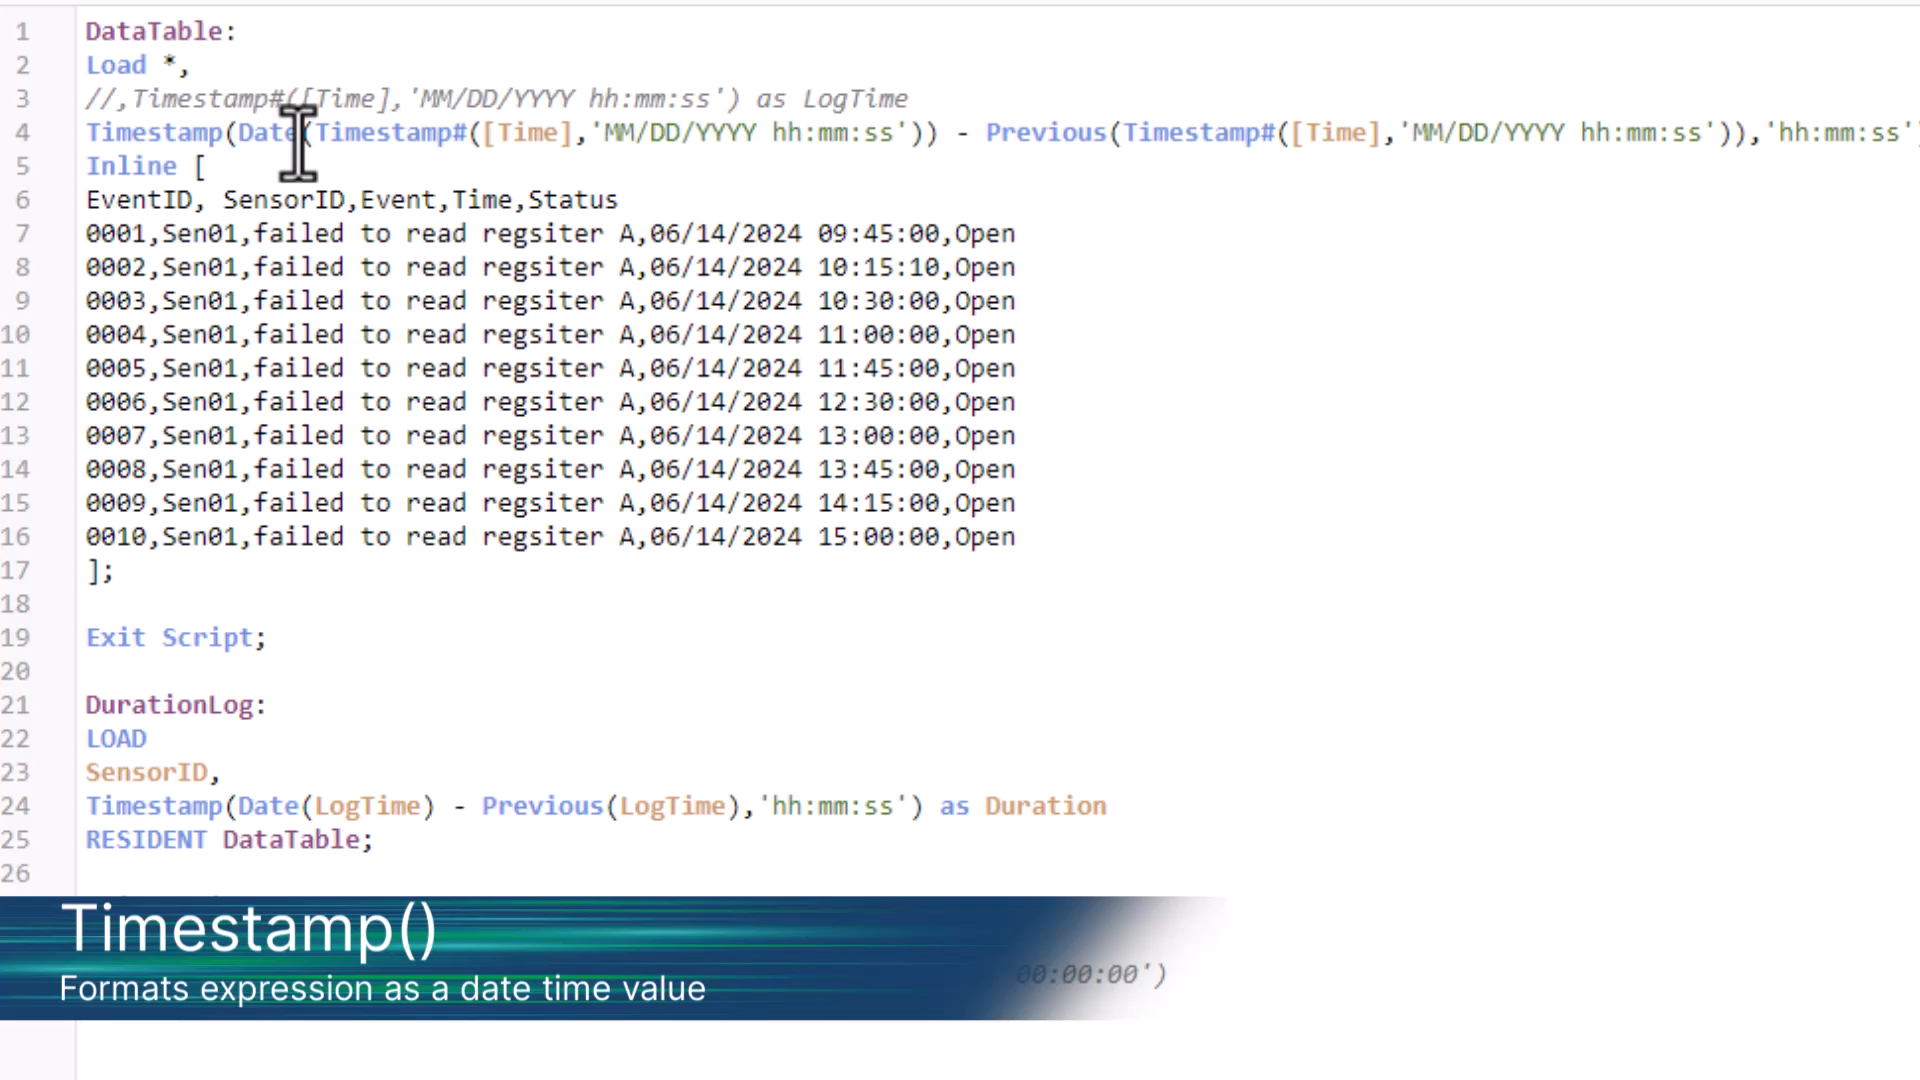 1 DataTable:
2 Load *,
3 //,Timestamp#([Time],'MM/DD/YYYY hh:mm:ss') as LogTime
4 Timestamp(Date(Timestamp#([Time],'MM/DD/YYYY hh:mm:ss')) - Previous(Timestamp#([Time],'MM/DD/YYYY hh:mm:ss')),'hh:mm:ss'
5 Inline [
6 EventID, SensorID,Event,Time,Status
7 0001,Sen01,failed to read regsiter A,06/14/2024 09:45:00,Open
8 0002,Sen01,failed to read regsiter A,06/14/2024 10:15:10,Open
9 0003,Sen01,failed to read regsiter A,06/14/2024 10:30:00,Open
10 0004,Sen01,failed to read regsiter A,06/14/2024 11:00:00,Open
11 0005,Sen01,failed to read regsiter A,06/14/2024 11:45:00,Open
12 0006,Sen01,failed to read regsiter A,06/14/2024 12:30:00,Open
13 0007,Sen01,failed to read regsiter A,06/14/2024 13:00:00,Open
14 0008,Sen01,failed to read regsiter A,06/14/2024 13:45:00,Open
15 0009,Sen01,failed to read regsiter A,06/14/2024 14:15:00,Open
16 0010,Sen01,failed to read regsiter A,06/14/2024 15:00:00,Open
17 ];
18
19 Exit Script;
20
21 DurationLog:
22 LOAD
23 SensorID,
24 Timestamp(Date(LogTime) - Previous(LogTime),'hh:mm:ss') as Duration
25 RESIDENT DataTable;
26
Timestamp()
00:00:00')
Formats expression as a date time value